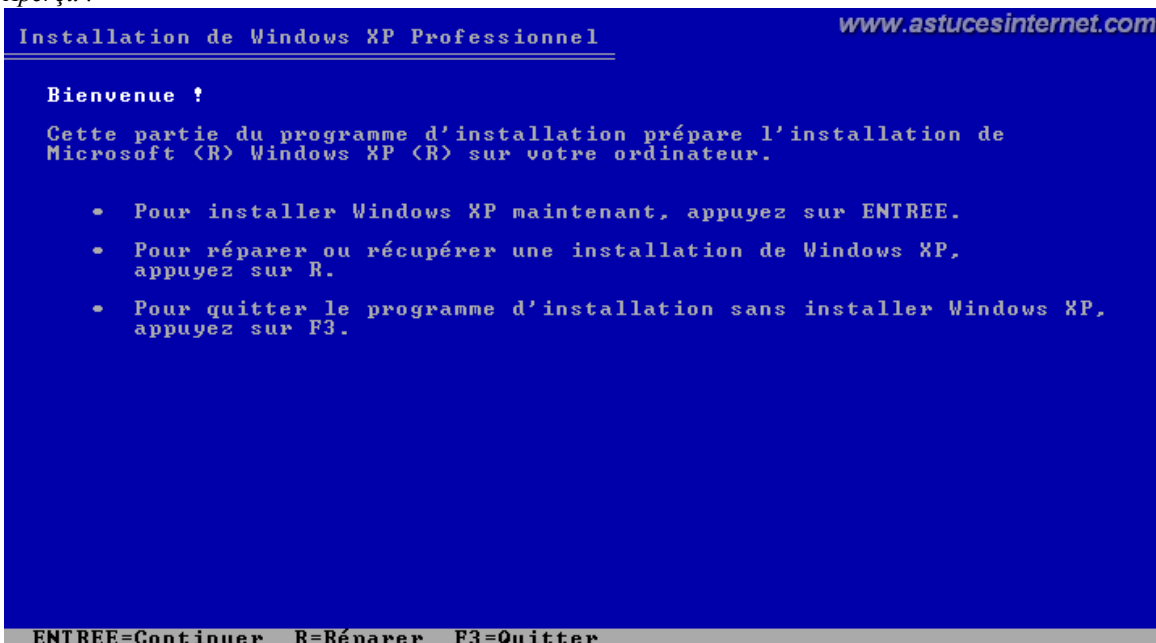 Aperçu :
www.astucesinternet.com
Installation de Windows XP Professionnel
Bienvenue !
Cette partie du programme d'installation prépare l'installation de
Microsoft (R) Windows XP (R) sur votre ordinateur.
• Pour installer Windows XP maintenant, appuyez sur ENTREE.
• Pour réparer ou récupérer une installation de Windows XP,
appuyez sur R.
• Pour quitter le programme d'installation sans installer Windows XP,
appuyez sur F3.
ENTREE=Continuer R=Réparer F3=Quitter